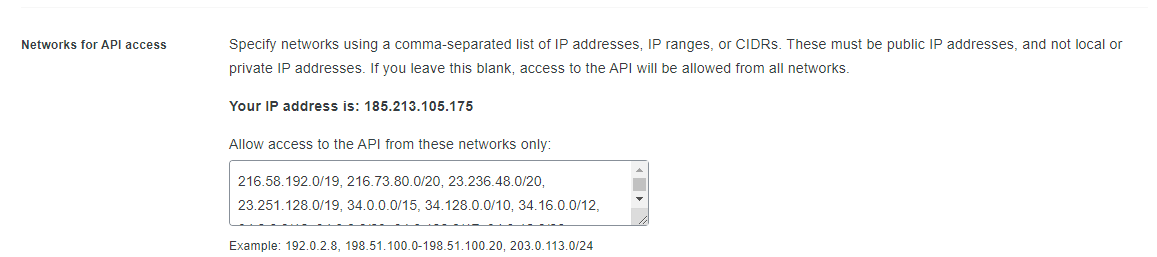 Networks for API access
Specify networks using a comma-separated list of IP addresses, IP ranges, or CIDRs. These must be public IP addresses, and not local or
private IP addresses. If you leave this blank, access to the API will be allowed from all networks.
Your IP address is: 185.213.105.175
Allow access to the API from these networks only:
216.58.192.0/19, 216.73.80.0/20, 23.236.48.0/20,
23.251.128.0/19, 34.0.0.0/15, 34.128.0.0/10, 34.16.0.0/12,
Example: 192.0.2.8, 198.51.100.0-198.51.100.20, 203.0.113.0/24